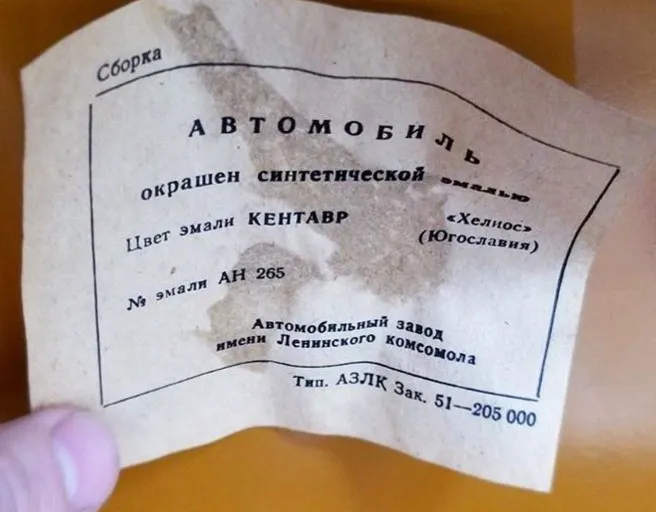 Сборка
АВТОМОБИЛЬ
окрашен синтетической эмалью
Цвет эмали КЕНТАВР «Хелиос»
(Югославия)
№ эмали АН 265
Автомобильный завод
имени Ленинского комсомола
Тип. АЗЛК Зак. 51—205 000